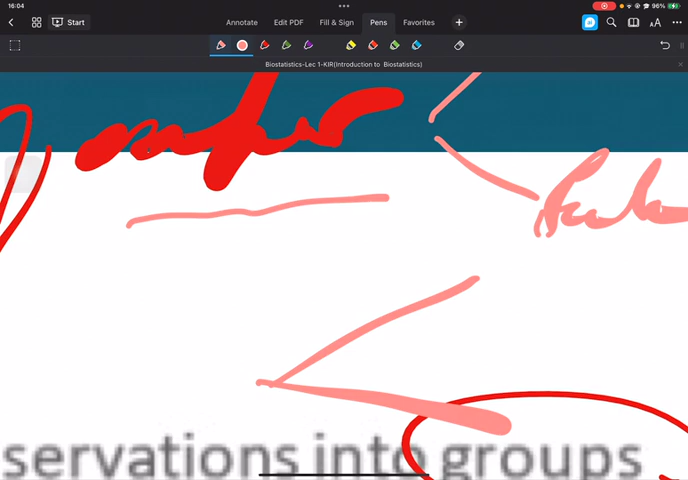 16:04
96%
Start
Annotate Edit PDF Fill & Sign Pens Favorites
Biostatistics-Lec 1-KIR(Introduction to Biostatistics)
servations into groups